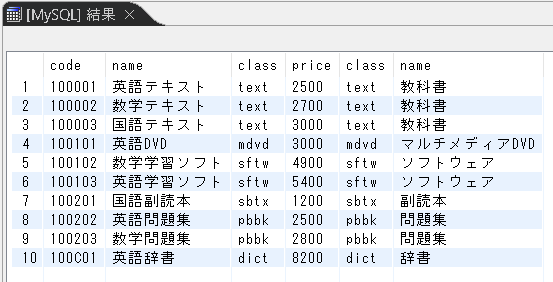 [MySQL] 結果
code name class price class name
1 100001 英語テキスト text 2500 text 教科書
2 100002 数学テキスト text 2700 text 教科書
3 100003 国語テキスト text 3000 text 教科書
4 100101 英語DVD mdvd 3000 mdvd マルチメディアDVD
5 100102 数学学習ソフト sftw 4900 sftw ソフトウェア
6 100103 英語学習ソフト sftw 5400 sftw ソフトウェア
7 100201 国語副読本 sbtx 1200 sbtx 副読本
8 100202 英語問題集 pbbk 2500 pbbk 問題集
9 100203 数学問題集 pbbk 2800 pbbk 問題集
10 100C01 英語辞書 dict 8200 dict 辞書